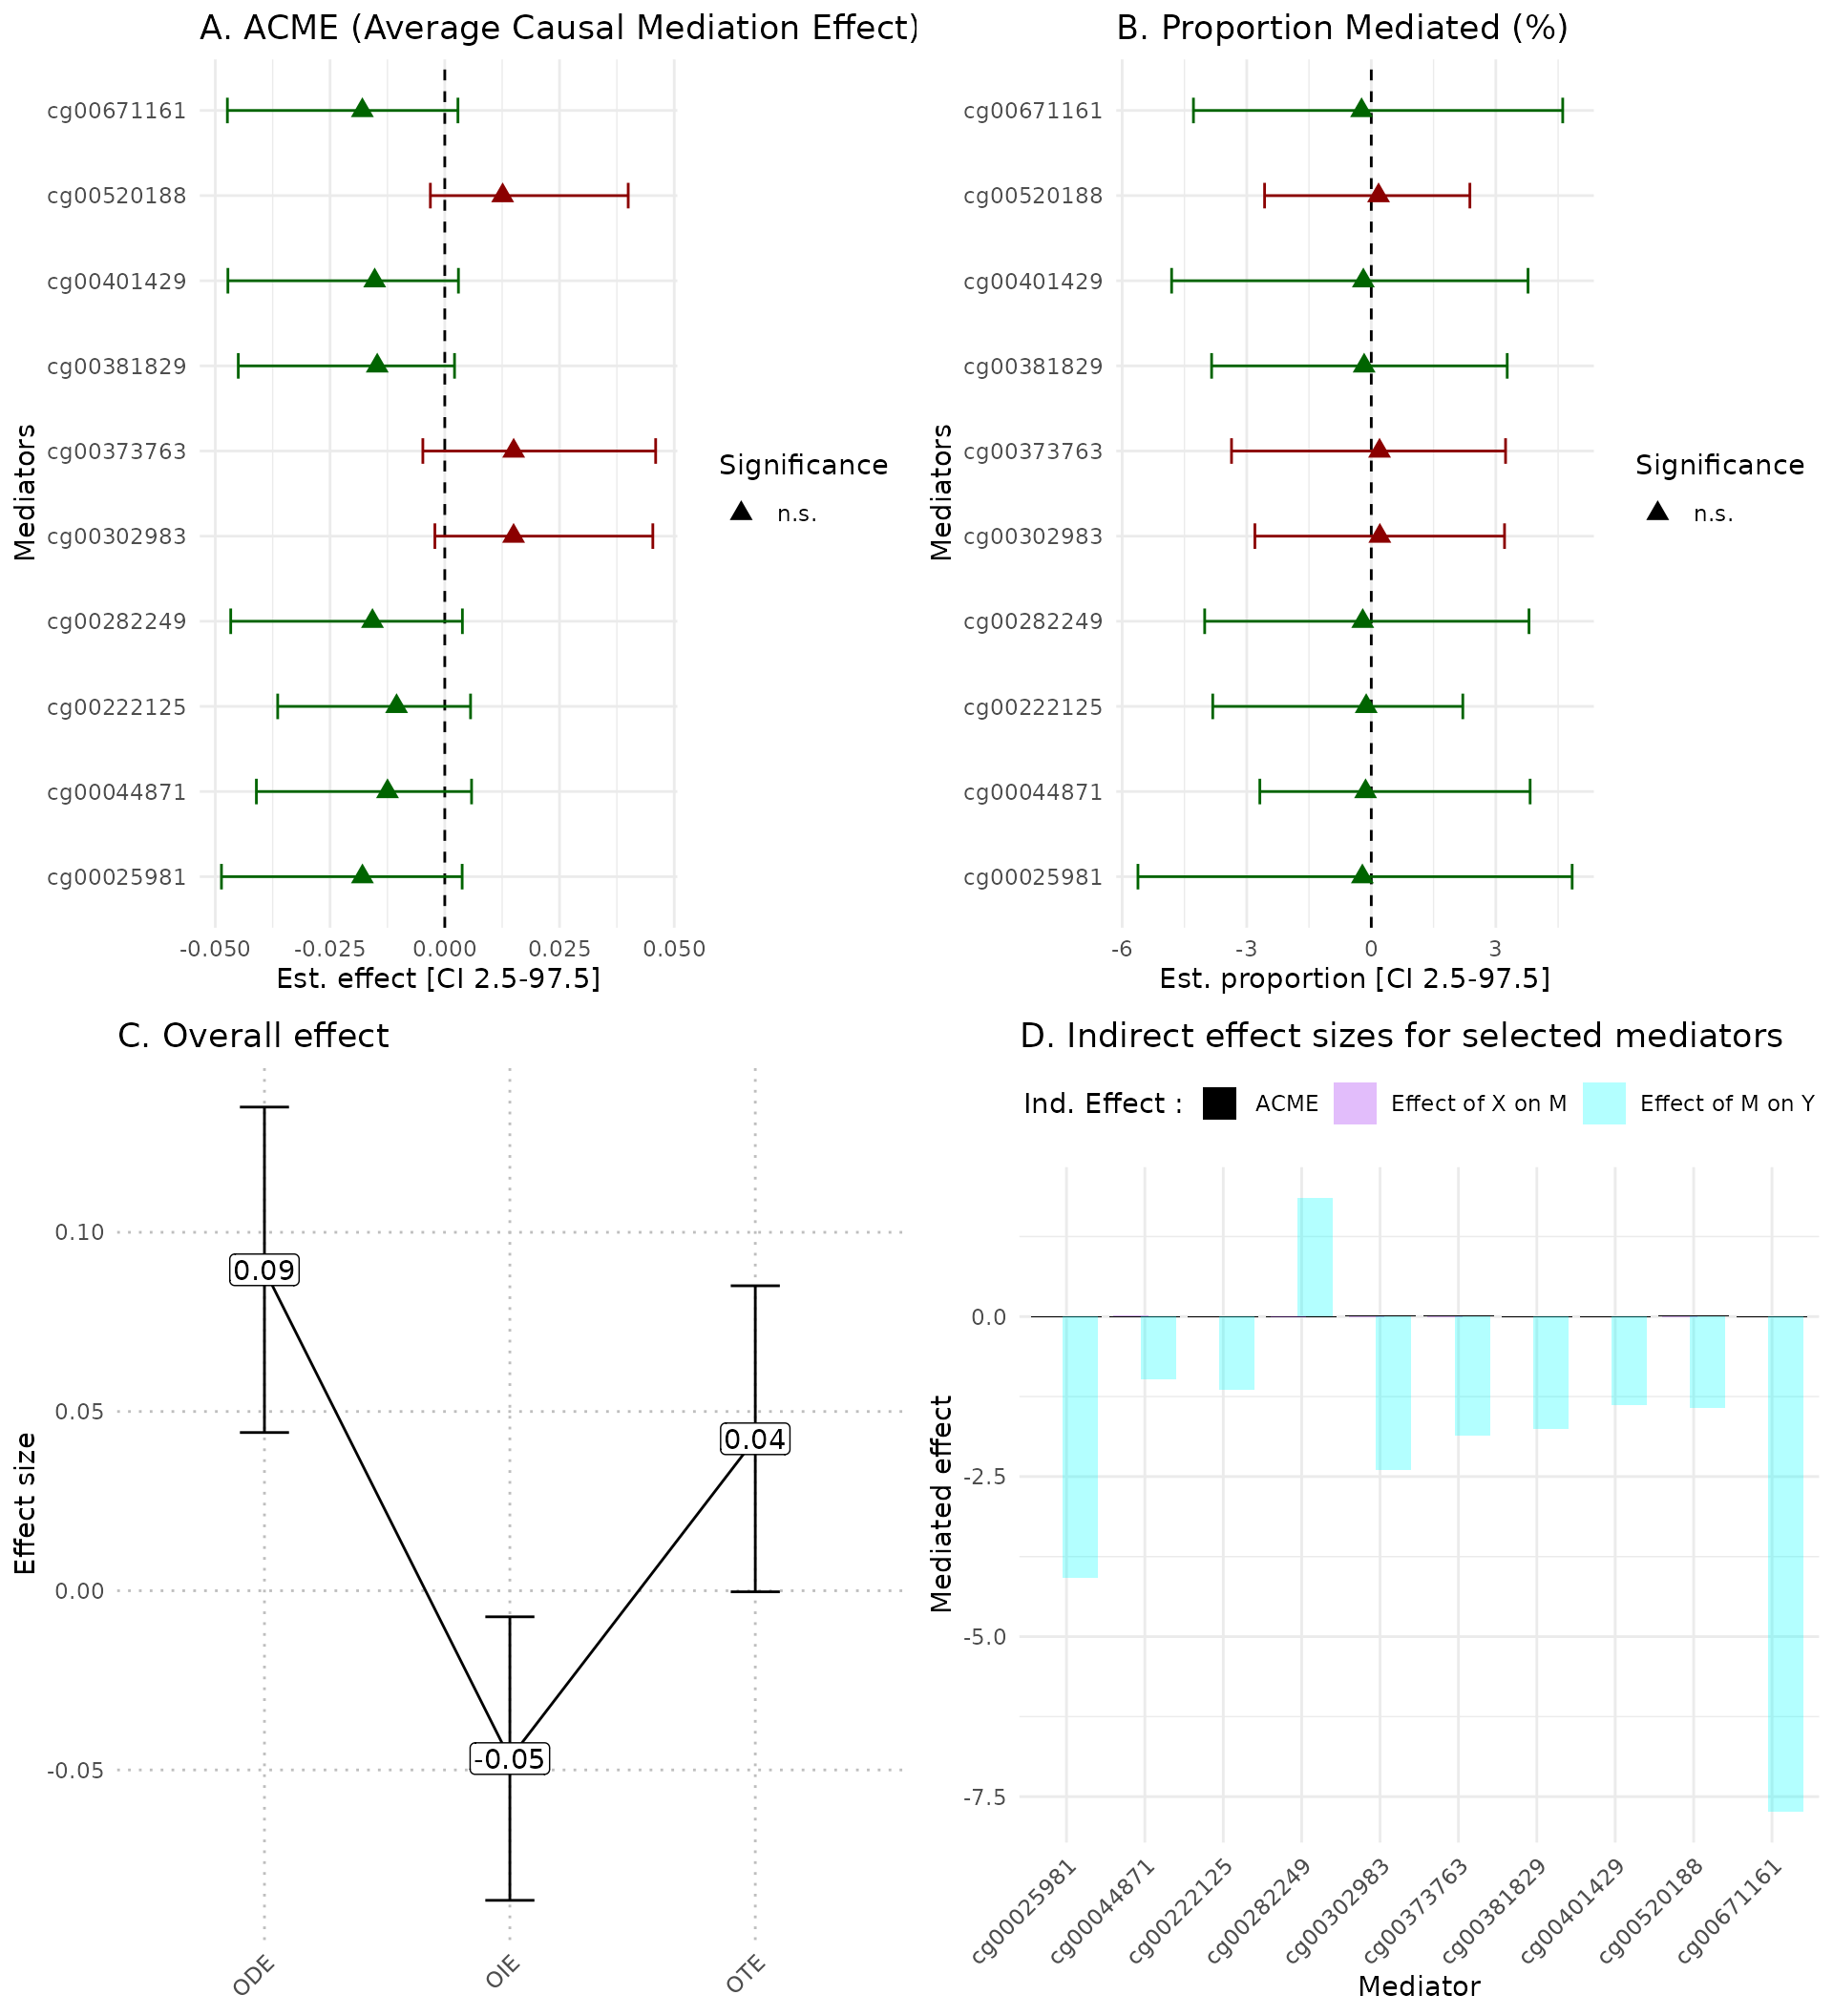 A. ACME (Average Causal Mediation Effect)
cg00671161
cg00520188
cg00401429
cg00381829
cg00373763
cg00302983
cg00282249
cg00222125
cg00044871
cg00025981
Mediators
-0.050 -0.025 0.000 0.025 0.050
Est. effect [CI 2.5-97.5]
Significance
n.s.
B. Proportion Mediated (%)
cg00671161
cg00520188
cg00401429
cg00381829
cg00373763
cg00302983
cg00282249
cg00222125
cg00044871
cg00025981
Mediators
-6 -3 0 3
Est. proportion [CI 2.5-97.5]
Significance
n.s.
C. Overall effect
0.10
0.05
0.00
-0.05
Effect size
0.09
-0.05
0.04
ODE OIE OTE
D. Indirect effect sizes for selected mediators
Ind. Effect : ACME Effect of X on M Effect of M on Y
0.0
-2.5
-5.0
-7.5
Mediated effect
cg00025981
cg00044871
cg00222125
cg00282249
cg00302983
cg00373763
cg00381829
cg00401429
cg00520188
cg00671161
Mediator